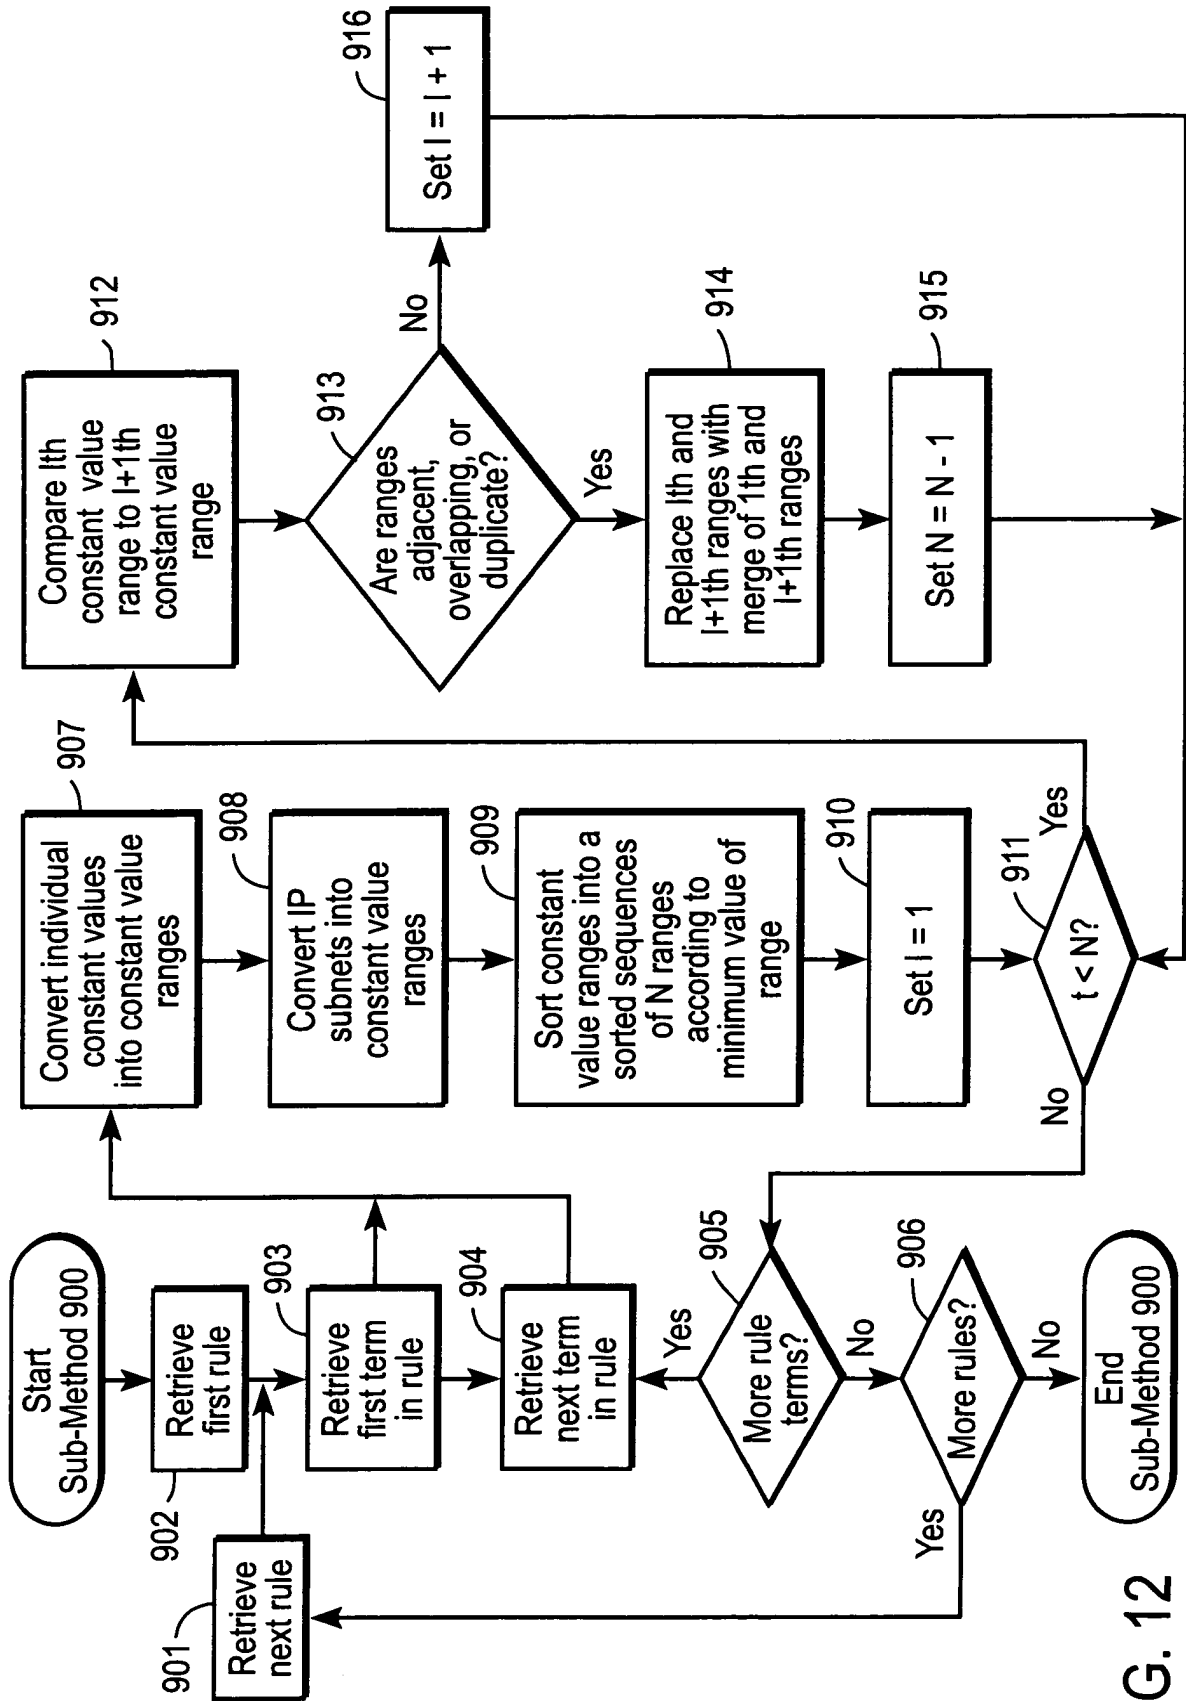 Start
Sub-Method 900
902
Retrieve
first rule
901
Retrieve
next rule
903
Retrieve
first term
in rule
904
Retrieve
next term
in rule
Yes
905
More rule
terms?
No
906
More rules?
Yes
No
End
Sub-Method 900
907
Convert individual
constant values
into constant value
ranges
908
Convert IP
subnets into
constant value
ranges
909
Sort constant
value ranges into a
sorted sequences
of N ranges
according to
minimum value of
range
910
Set I = 1
911
t < N?
Yes
No
912
Compare Ith
constant value
range to I+1th
constant value
range
913
Are ranges
adjacent,
overlapping, or
duplicate?
No
Yes
916
Set I = I + 1
914
Replace Ith and
I+1th ranges with
merge of 1th and
I+1th ranges
915
Set N = N - 1
G. 12